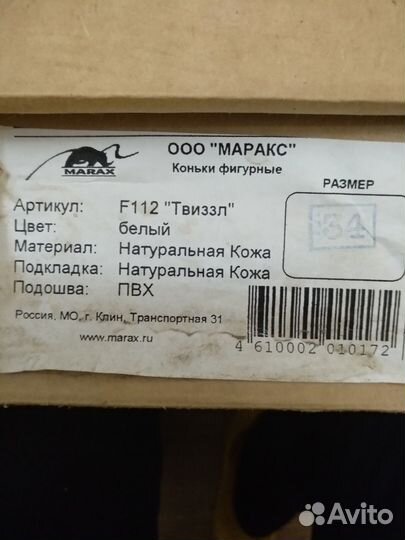 MARAX
ООО "МАРАКС"
Коньки фигурные
РАЗМЕР
34
Артикул: F112 "Твиззл"
Цвет: белый
Материал: Натуральная Кожа
Подкладка: Натуральная Кожа
Подошва: ПВХ
Россия, МО, г. Клин, Транспортная 31
www.marax.ru
4 610002 010172
Avito